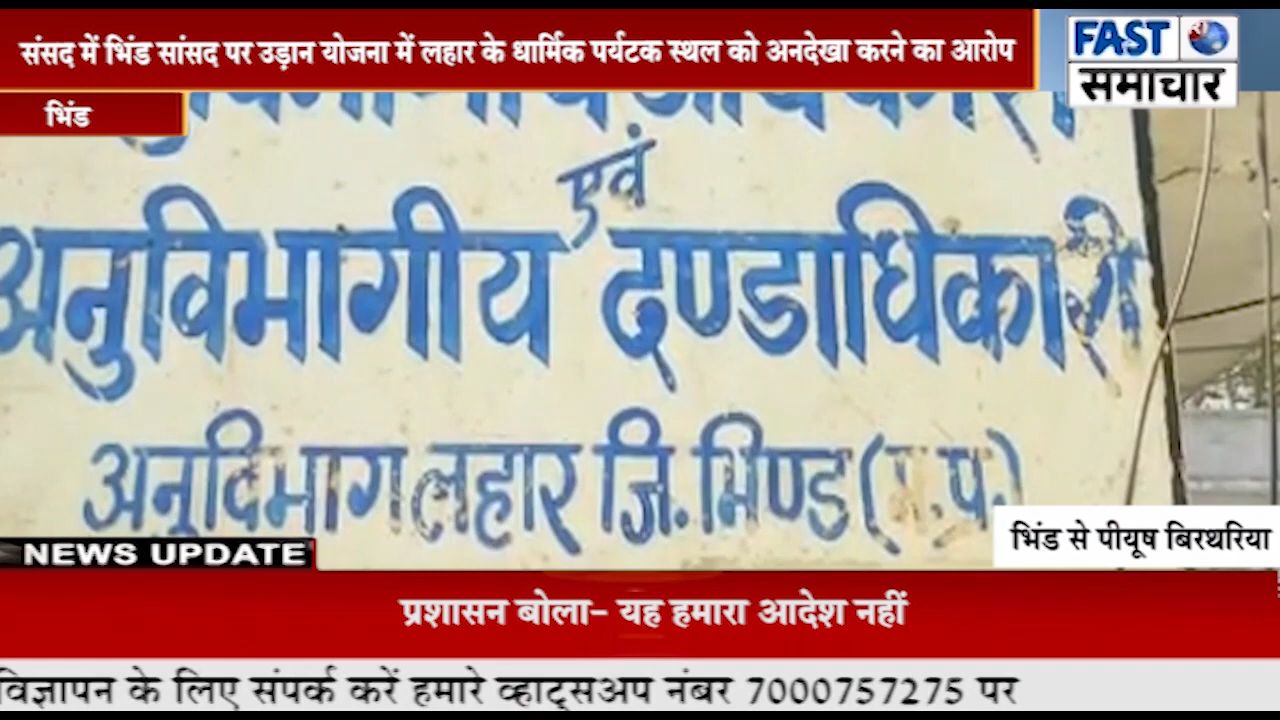 संसद में भिंड सांसद पर उड़ान योजना में लहार के धार्मिक पर्यटक स्थल को अनदेखा करने का आरोप
FAST
समाचार
भिंड
एवं
अनुविभागीय दण्डाधिकारी
अनुविभाग लहार जि. भिण्ड
भिंड से पीयूष बिरथरिया
NEWS UPDATE
प्रशासन बोला- यह हमारा आदेश नहीं
विज्ञापन के लिए संपर्क करें हमारे व्हाट्सअप नंबर 7000757275 पर